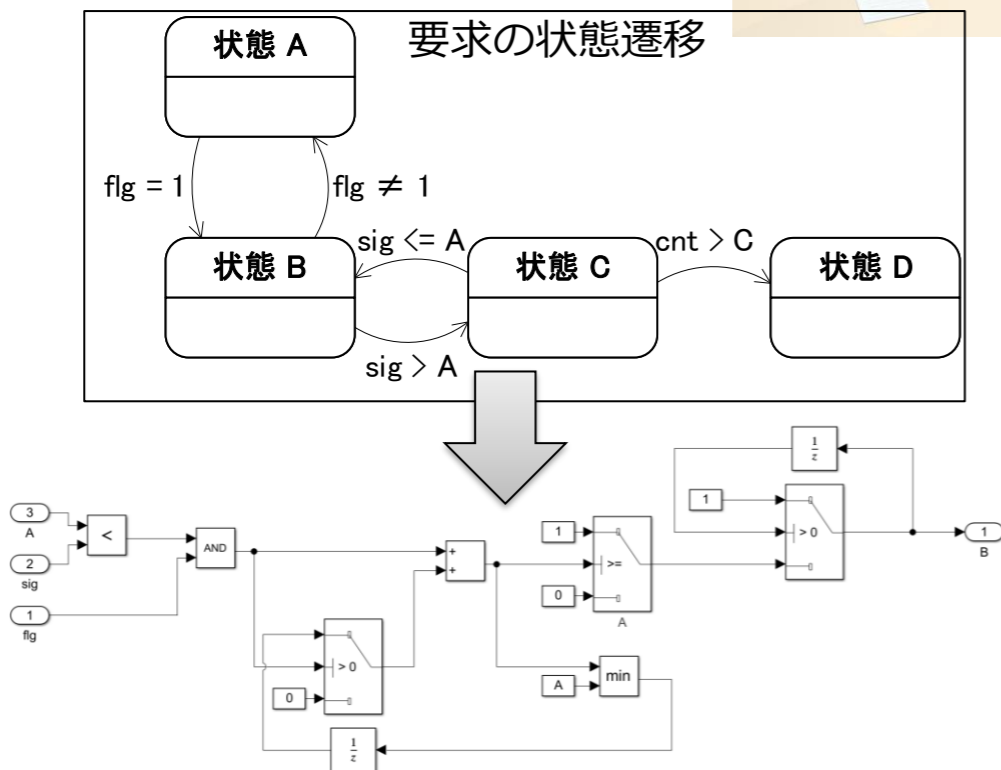 要求の状態遷移
状態 A
flg = 1
flg ≠ 1
状態 B
sig <= A
状態 C
cnt > C
状態 D
sig > A
3
A
<
2
sig
1
flg
AND
+
+
> 0
0
1
z
1
>=
0
A
A
min
1
z
1
> 0
1
B